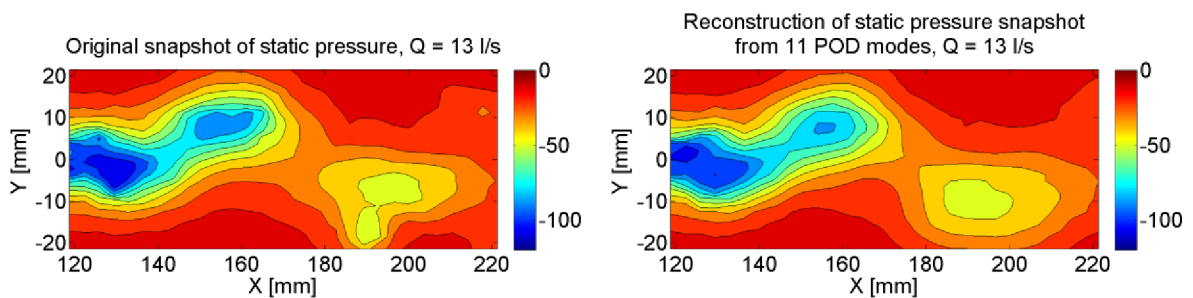 Original snapshot of static pressure, Q = 13 l/s
20
10
0
-10
-20
120 140 160 180 200 220
X [mm]
Y [mm]
0
-50
-100
Reconstruction of static pressure snapshot
from 11 POD modes, Q = 13 l/s
20
10
0
-10
-20
120 140 160 180 200 220
X [mm]
Y [mm]
0
-50
-100